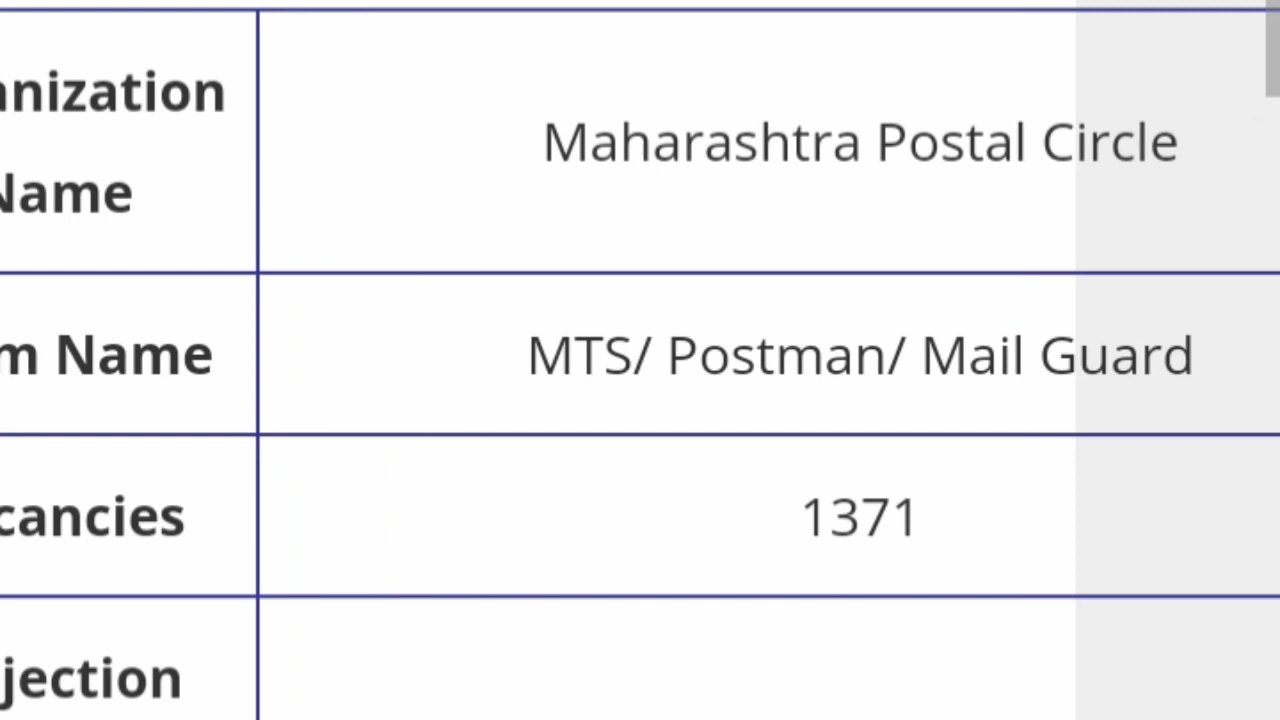 anization
Name
Maharashtra Postal Circle
m Name
MTS/ Postman/ Mail Guard
cancies
1371
jection